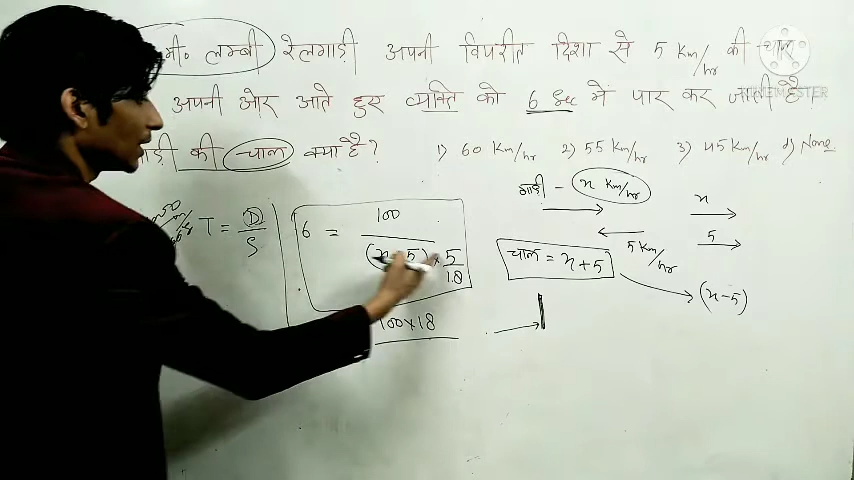 मी० लम्बी रेलगाड़ी अपनी विपरीत दिशा से 5 Km/hr की चाल
अपनी ओर आते हुए व्यक्ति को 6 Sec में पार कर जाती है
की चाल क्या है? 1) 60 Km/hr 2) 55 Km/hr 3) 45 Km/hr d) None
गाड़ी - x Km/hr
x
T = D/S
6 = 100/(x 5) × 5/18
5 Km/hr
5
चाल = x+5
(x-5)
100×18